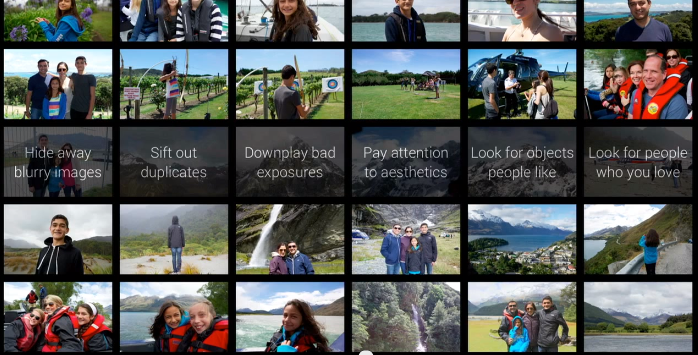 Hide away
blurry images
Sift out
duplicates
Downplay bad
exposures
Pay attention
to aesthetics
Look for objects
people like
Look for people
who you love